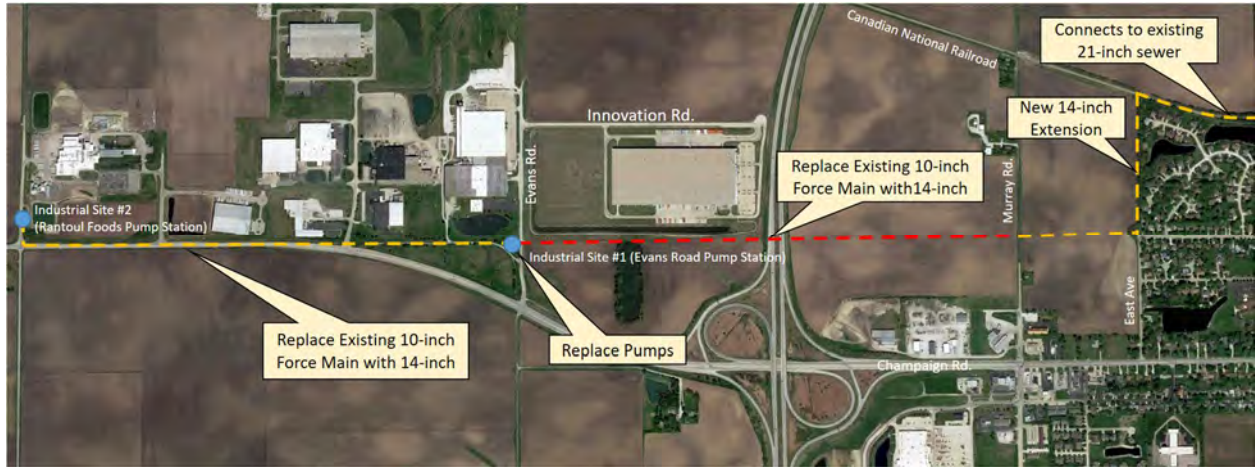 Canadian National Railroad
Connects to existing
21-inch sewer
New 14-inch
Extension
Innovation Rd.
Evans Rd.
Murray Rd.
Replace Existing 10-inch
Force Main with14-inch
Industrial Site #2
(Rantoul Foods Pump Station)
Industrial Site #1 (Evans Road Pump Station)
East Ave
Replace Existing 10-inch
Force Main with 14-inch
Replace Pumps
Champaign Rd.